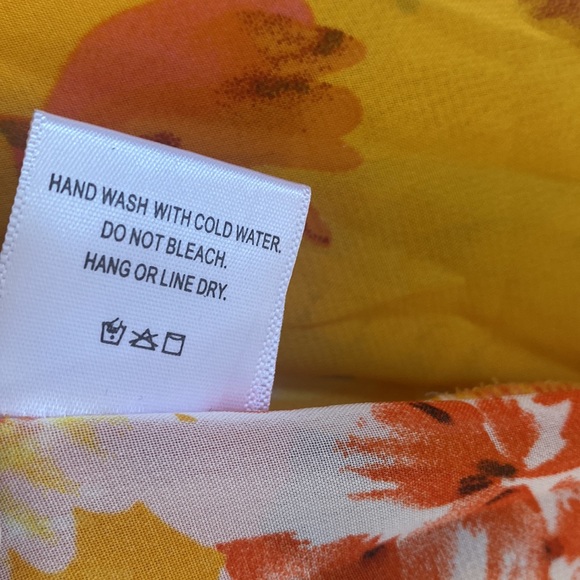 HAND WASH WITH COLD WATER.
DO NOT BLEACH.
HANG OR LINE DRY.